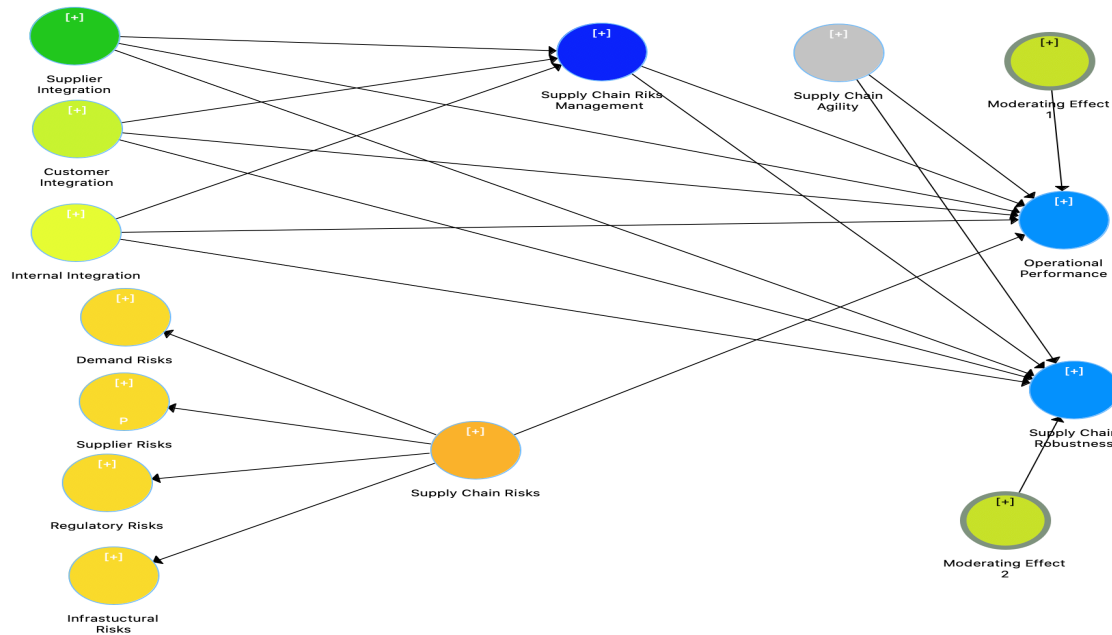 [+]
Supplier
Integration
[+]
Customer
Integration
[+]
Internal Integration
[+]
Demand Risks
[+]
P
Supplier Risks
[+]
Regulatory Risks
[+]
Infrastuctural
Risks
[+]
Supply Chain Risks
[+]
Supply Chain Riks
Management
[+]
Supply Chain
Agility
[+]
Moderating Effect
1
[+]
Operational
Performance
[+]
Supply Chain
Robustness
[+]
Moderating Effect
2